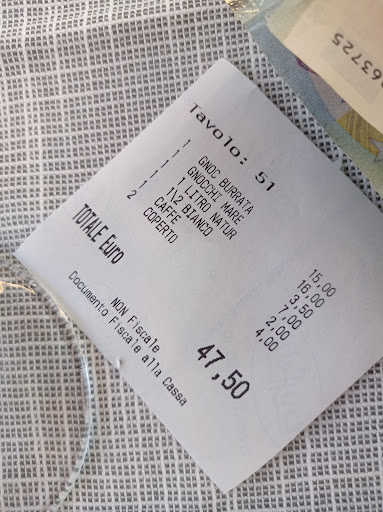 Tavolo: 51
1 GNOC BURRATA 15,00
1 GNOCCHI MARE 16,00
1 1 LITRO NATUR 3,50
1 1\2 BIANCO 7,00
1 CAFFE 2,00
2 COPERTO 4,00
TOTALE Euro 47,50
NON Fiscale
Documento Fiscale alla Cassa
63725